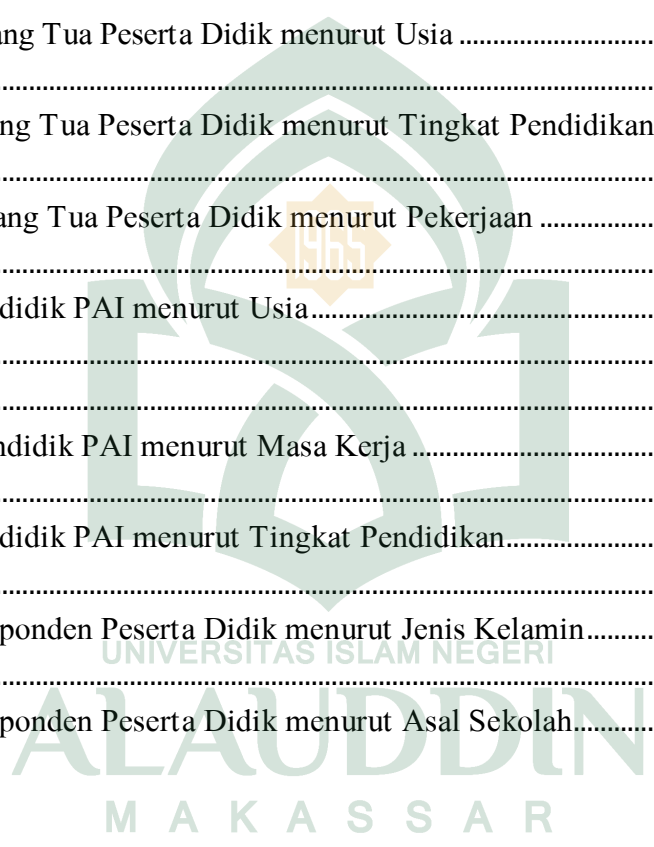 ang Tua Peserta Didik menurut Usia ............................
....................................................................................................
ng Tua Peserta Didik menurut Tingkat Pendidikan
....................................................................................................
ang Tua Peserta Didik menurut Pekerjaan .................
1965
....................................................................................................
didik PAI menurut Usia..................................................
....................................................................................................
....................................................................................................
ndidik PAI menurut Masa Kerja ...................................
....................................................................................................
didik PAI menurut Tingkat Pendidikan......................
....................................................................................................
ponden Peserta Didik menurut Jenis Kelamin..........
UNIVERSITAS ISLAM NEGERI
....................................................................................................
ponden Peserta Didik menurut Asal Sekolah............
ALAUDDIN
MAKASSAR